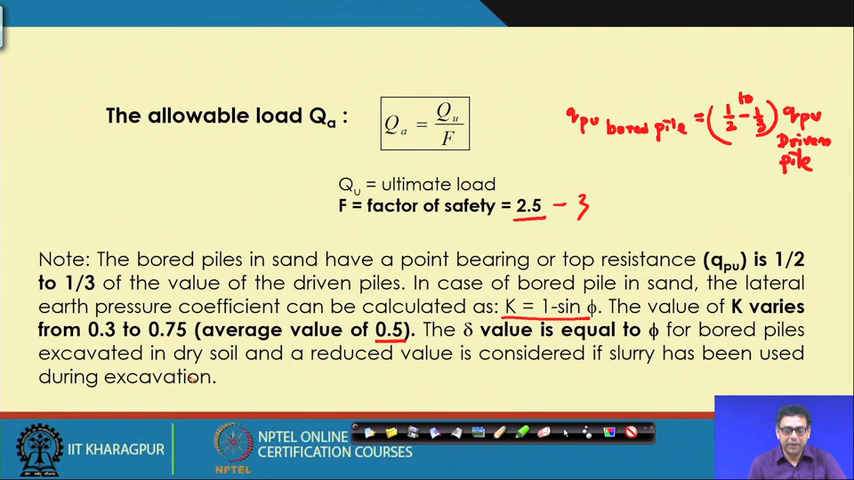 The allowable load Qa : Qa = Qu / F
qpu bored pile = (1/2 to - 1/3) qpu Driven pile
Qu = ultimate load
F = factor of safety = 2.5 - 3
Note: The bored piles in sand have a point bearing or top resistance (qpu) is 1/2
to 1/3 of the value of the driven piles. In case of bored pile in sand, the lateral
earth pressure coefficient can be calculated as: K = 1-sin ϕ. The value of K varies
from 0.3 to 0.75 (average value of 0.5). The δ value is equal to ϕ for bored piles
excavated in dry soil and a reduced value is considered if slurry has been used
during excavation.
IIT KHARAGPUR
NPTEL
NPTEL ONLINE
CERTIFICATION COURSES